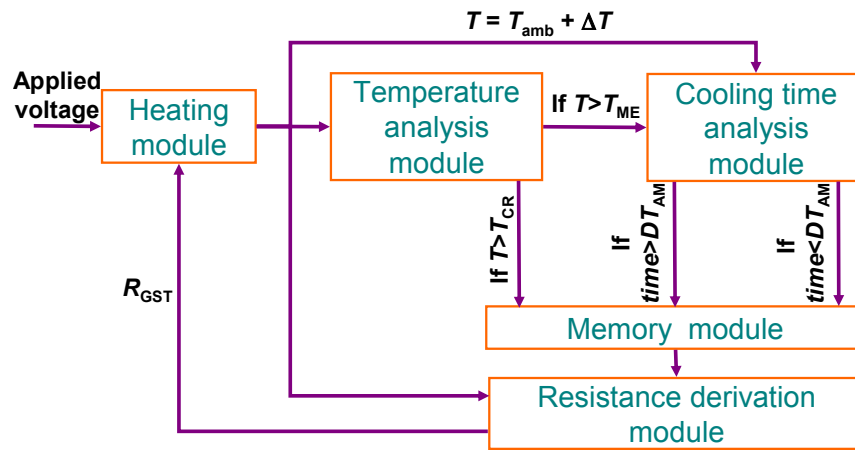 T = Tamb + ΔT
Applied
voltage
Heating
module
Temperature
analysis
module
If T>TME
Cooling time
analysis
module
If T>TCR
If
time>DTAM
If
time<DTAM
RGST
Memory module
Resistance derivation
module